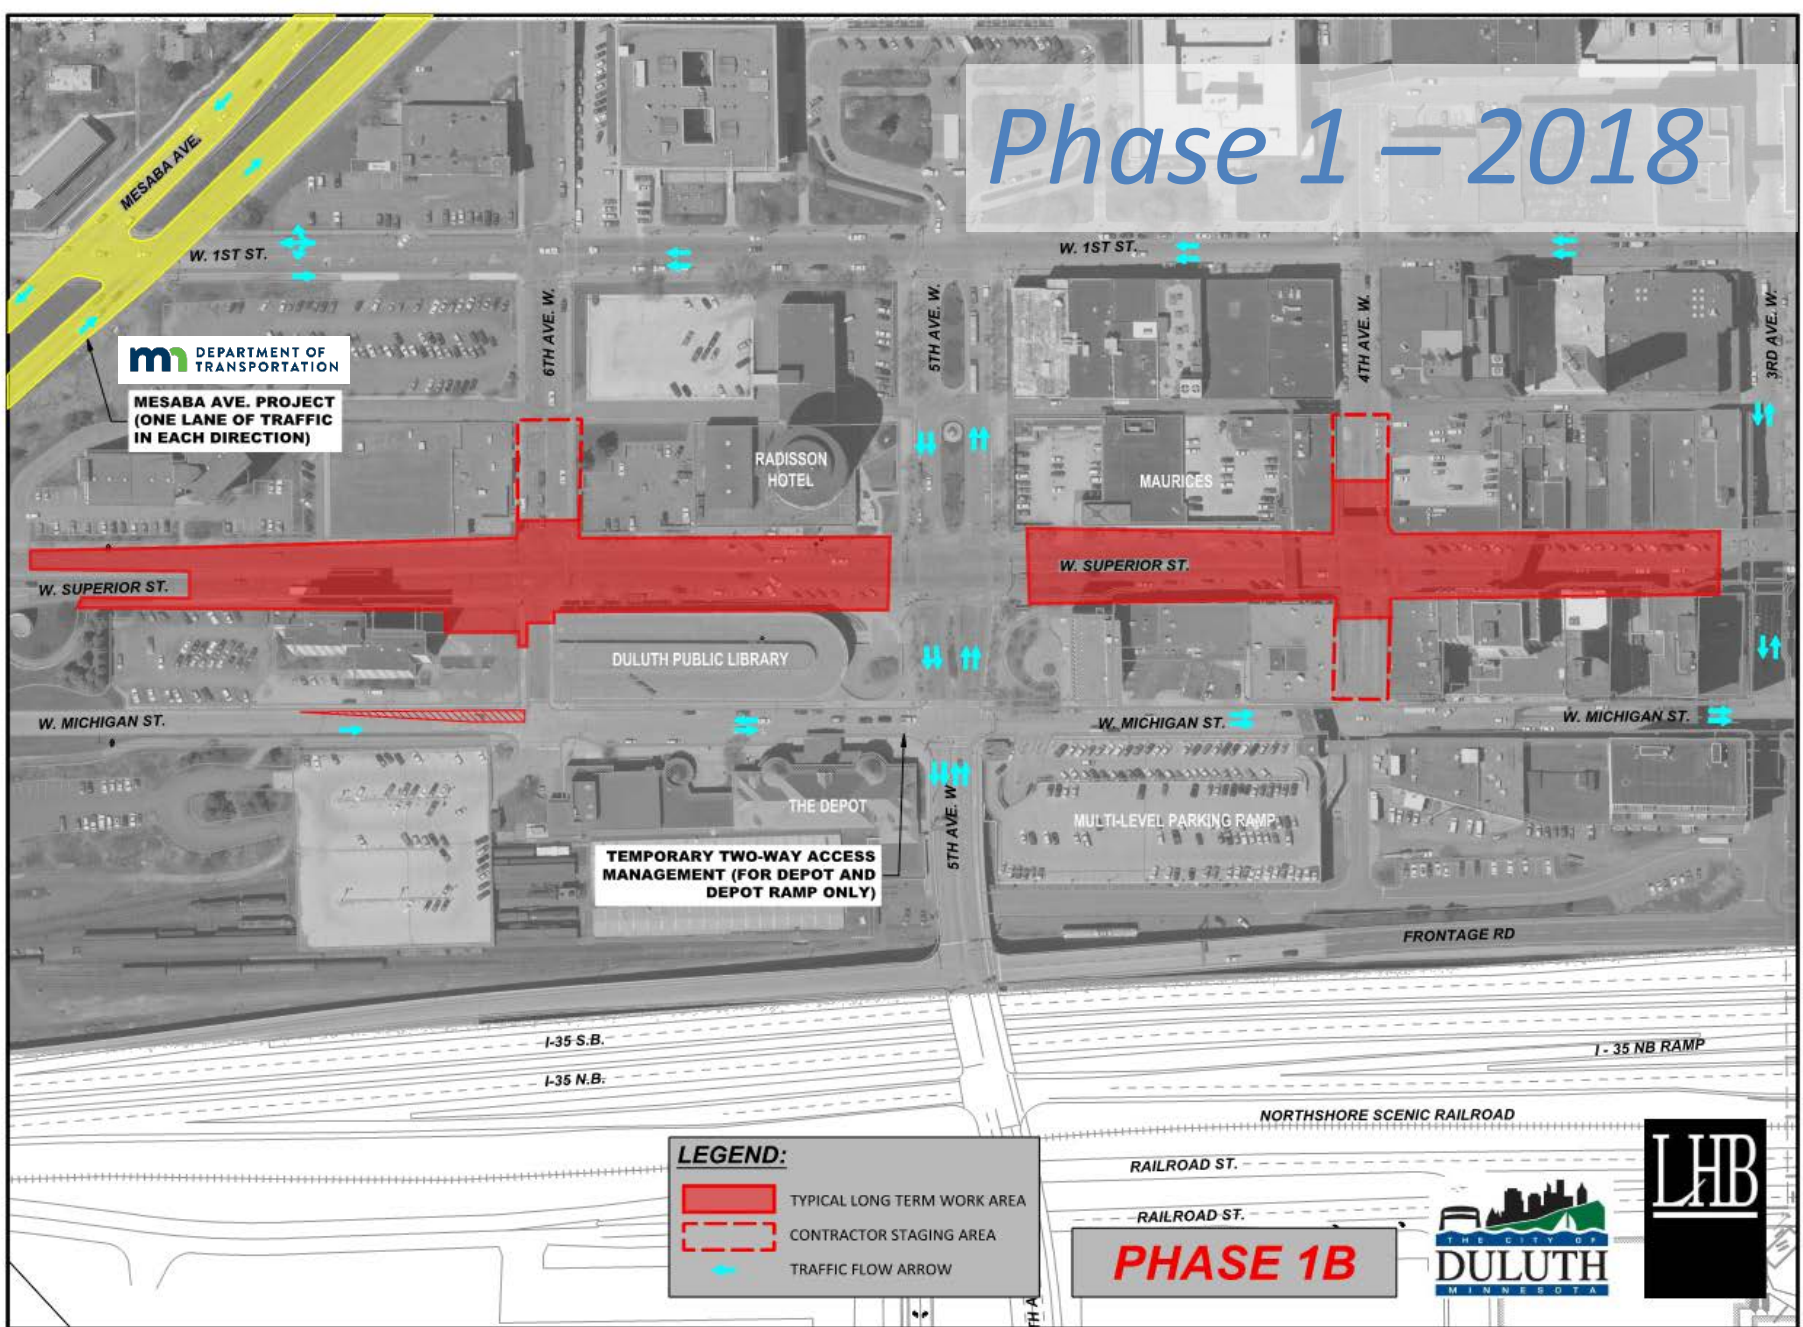 Phase 1 – 2018
MESABA AVE.
W. 1ST ST.
W. 1ST ST.
6TH AVE. W.
5TH AVE. W.
4TH AVE. W.
3RD AVE. W.
mn DEPARTMENT OF
TRANSPORTATION
MESABA AVE. PROJECT
(ONE LANE OF TRAFFIC
IN EACH DIRECTION)
RADISSON
HOTEL
MAURICES
W. SUPERIOR ST.
W. SUPERIOR ST.
DULUTH PUBLIC LIBRARY
W. MICHIGAN ST.
W. MICHIGAN ST.
W. MICHIGAN ST.
THE DEPOT
5TH AVE. W.
MULTI-LEVEL PARKING RAMP
TEMPORARY TWO-WAY ACCESS
MANAGEMENT (FOR DEPOT AND
DEPOT RAMP ONLY)
FRONTAGE RD
I-35 S.B.
I-35 N.B.
I - 35 NB RAMP
NORTHSHORE SCENIC RAILROAD
RAILROAD ST.
RAILROAD ST.
LEGEND:
TYPICAL LONG TERM WORK AREA
CONTRACTOR STAGING AREA
TRAFFIC FLOW ARROW
PHASE 1B
THE CITY OF
DULUTH
MINNESOTA
LHB